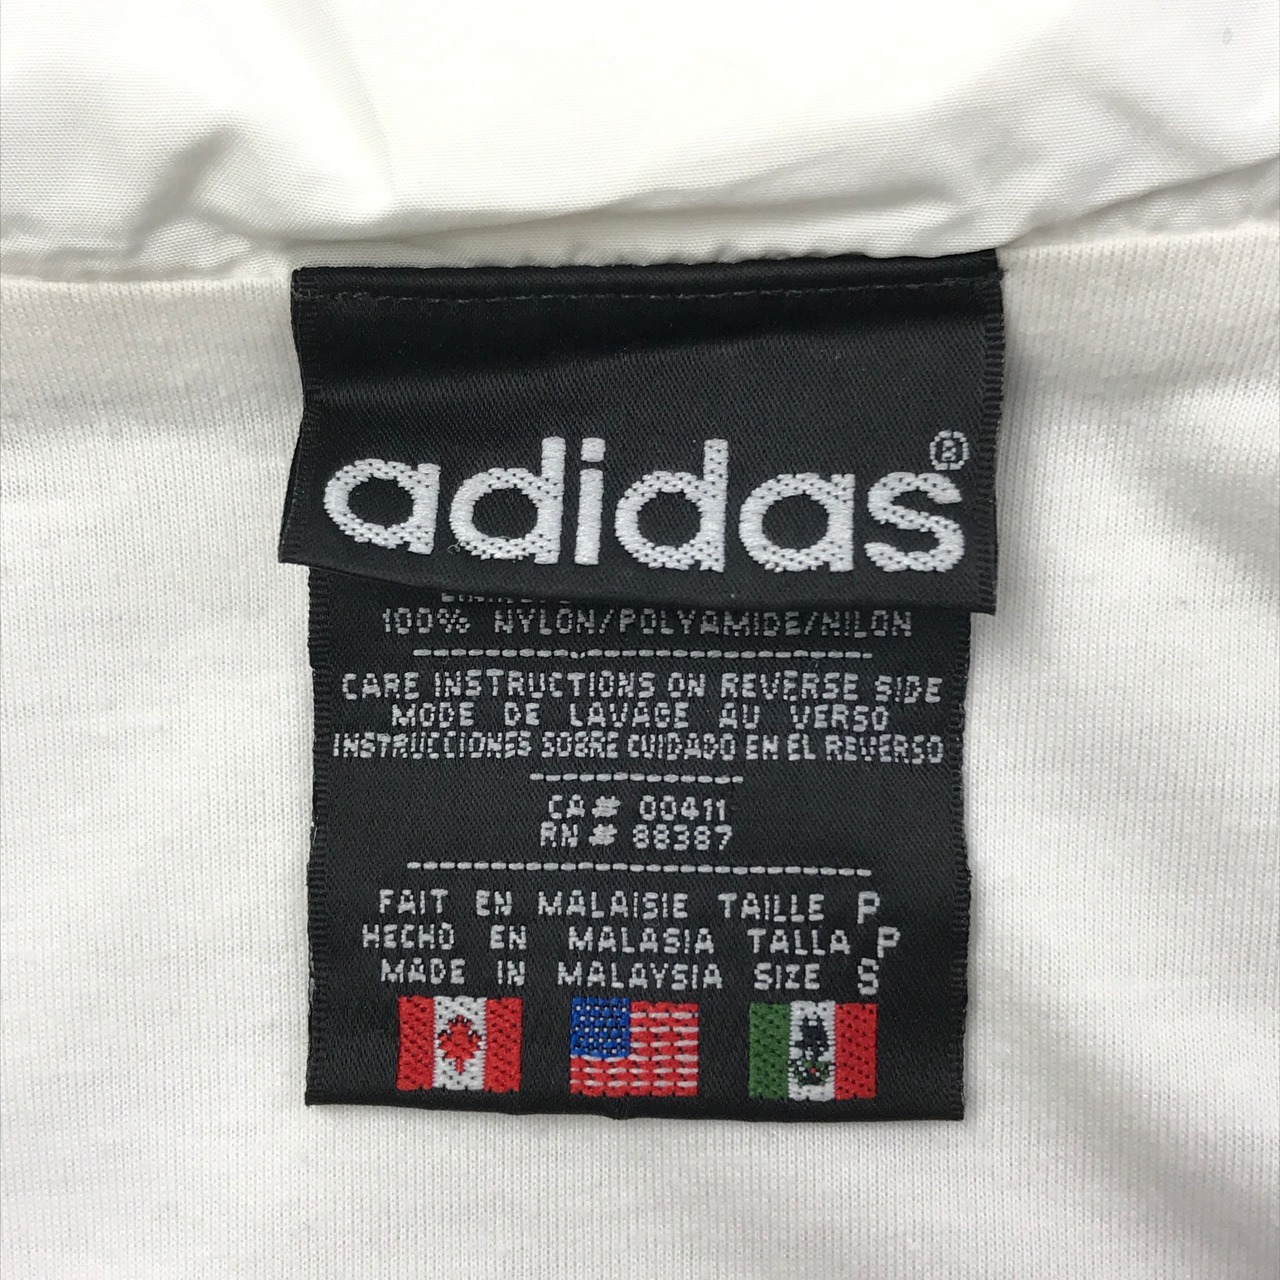 adidas®
100% NYLON/POLYAMIDE/NILON
CARE INSTRUCTIONS ON REVERSE SIDE
MODE DE LAVAGE AU VERSO
INSTRUCCIONES SOBRE CUIDADO EN EL REVERSO
CA# 00411
RN# 88387
FAIT EN MALAISIE TAILLE P
HECHO EN MALASIA TALLA P
MADE IN MALAYSIA SIZE S